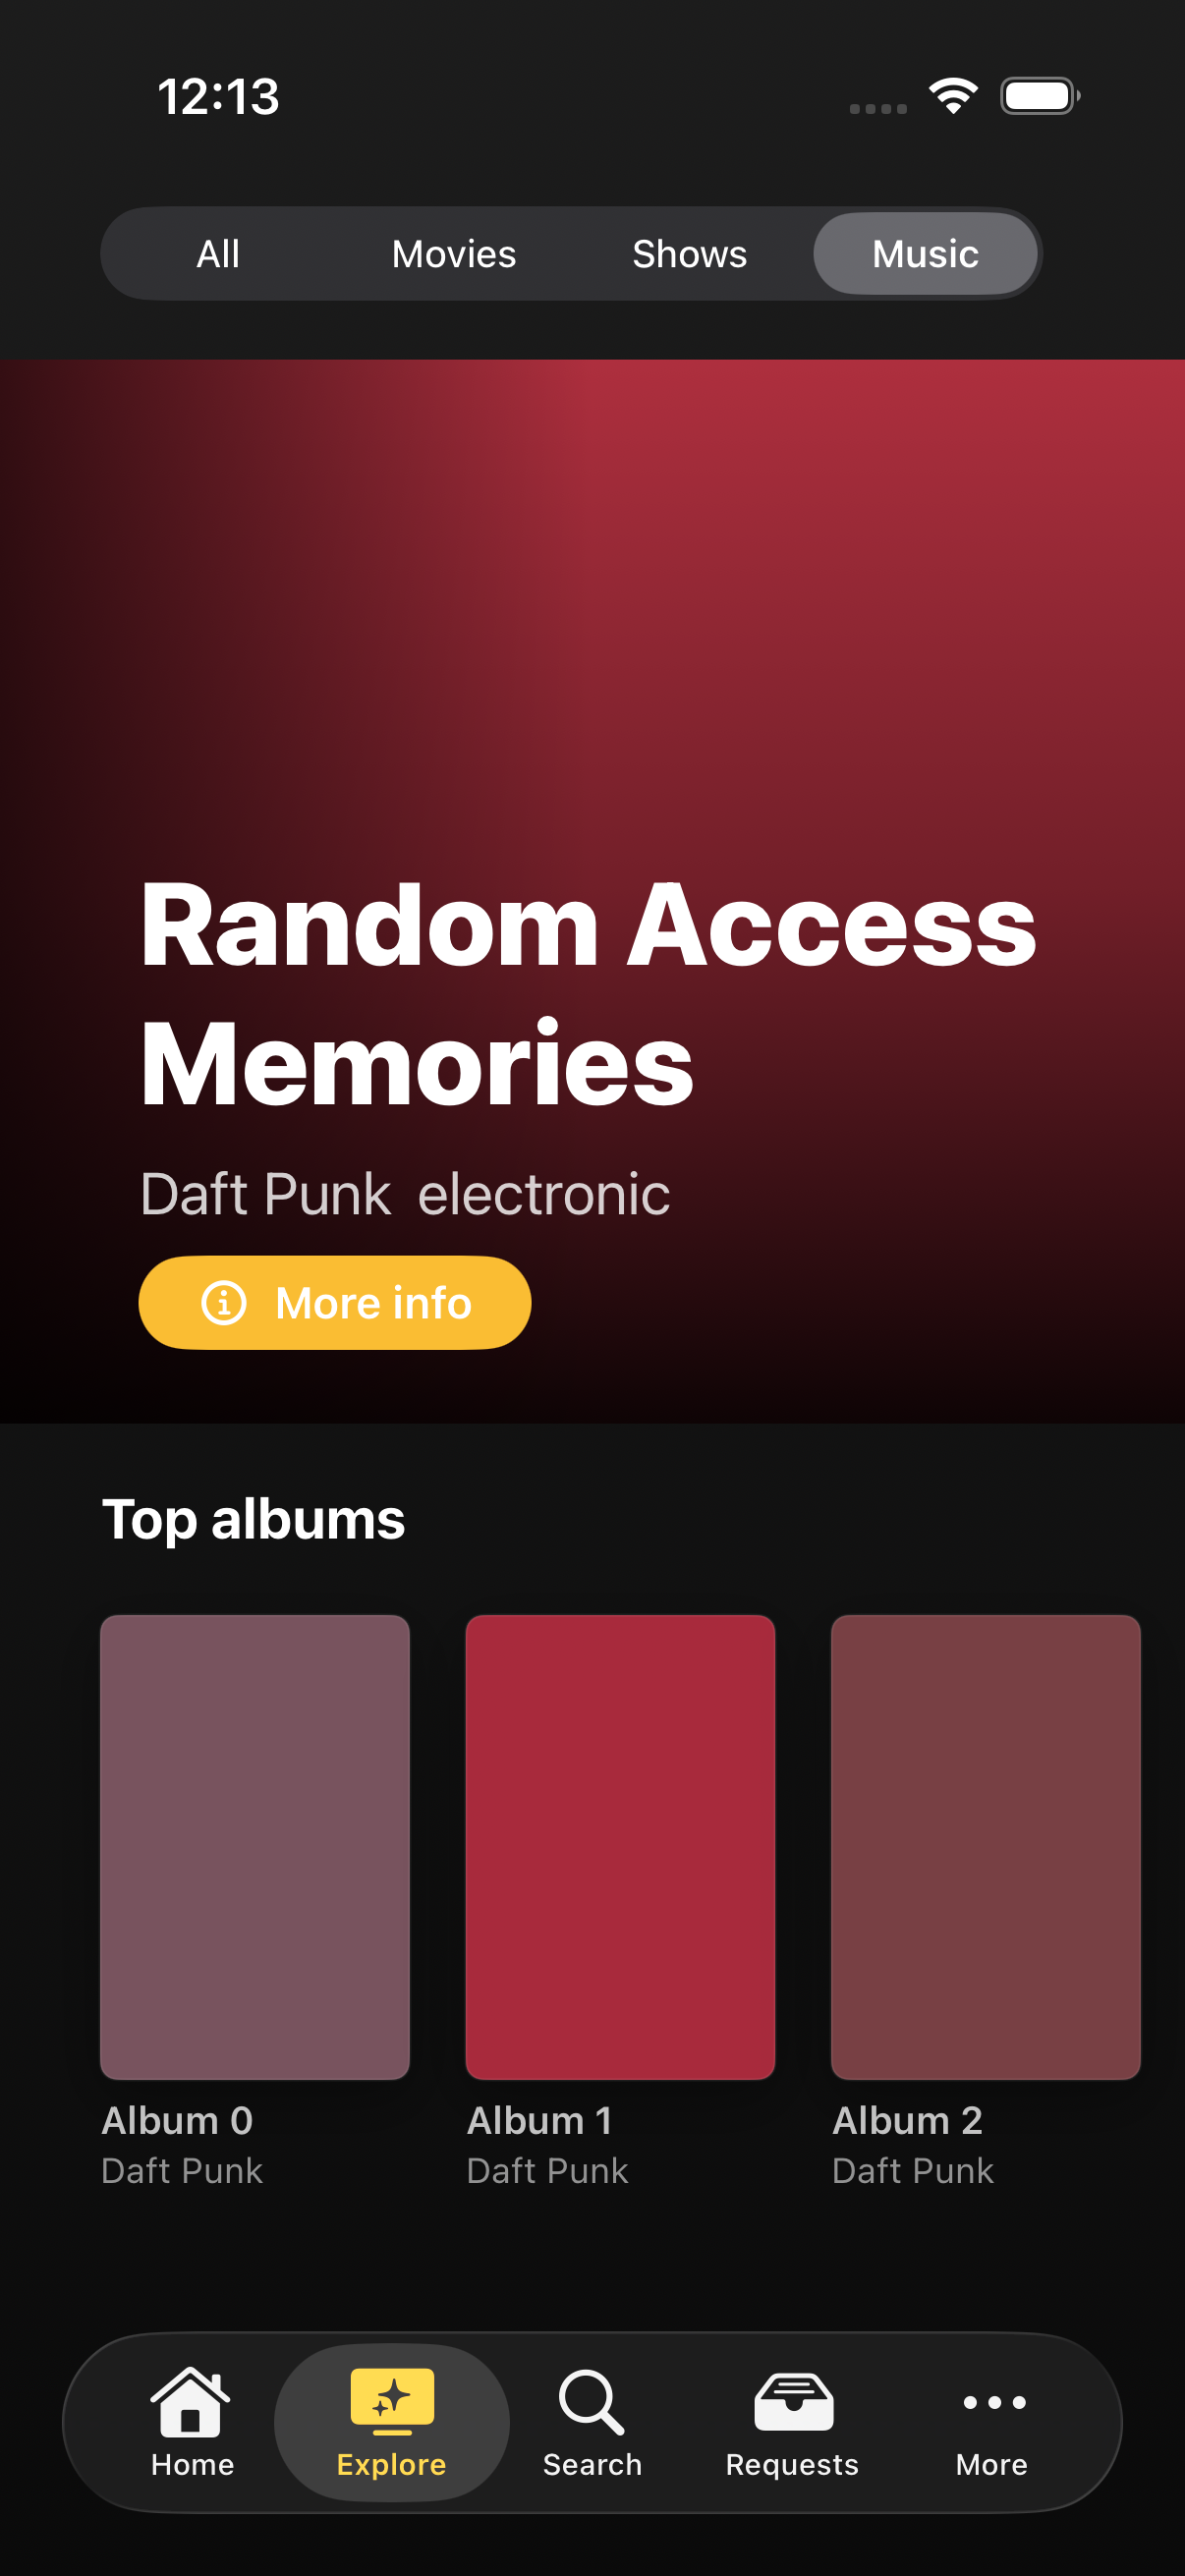 12:13
All Movies Shows Music
Random Access
Memories
Daft Punk electronic
More info
Top albums
Album 0 Album 1 Album 2
Daft Punk Daft Punk Daft Punk
Home Explore Search Requests More